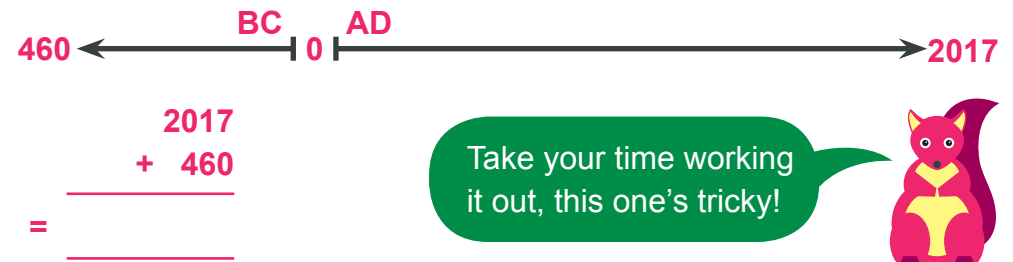 BC 0 AD
460 2017
2017
+ 460
=
Take your time working
it out, this one's tricky!